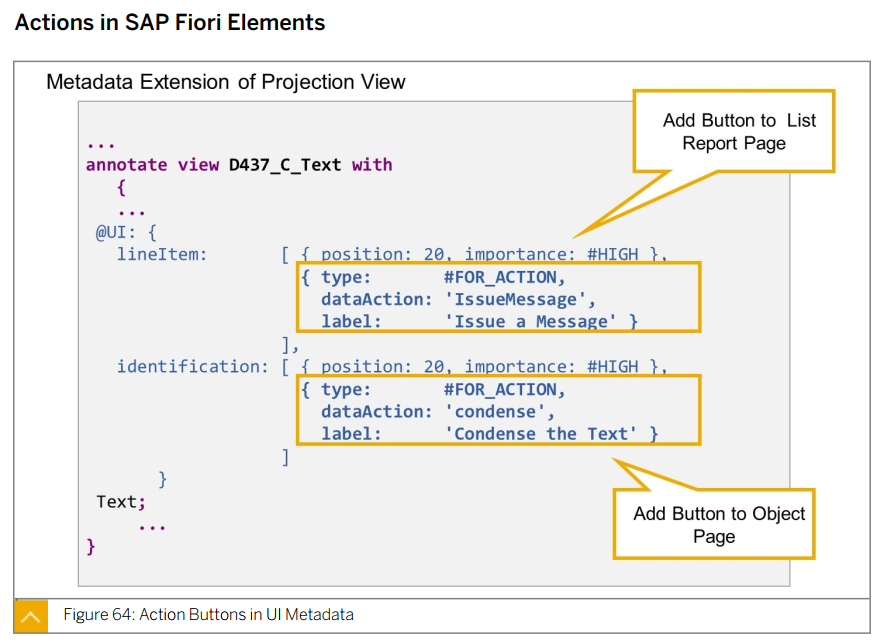 Actions in SAP Fiori Elements
Metadata Extension of Projection View
Add Button to List
Report Page
...
annotate view D437_C_Text with
{
...
@UI: {
lineItem: [ { position: 20, importance: #HIGH },
{ type: #FOR_ACTION,
dataAction: 'IssueMessage',
label: 'Issue a Message' }
],
identification: [ { position: 20, importance: #HIGH },
{ type: #FOR_ACTION,
dataAction: 'condense',
label: 'Condense the Text' }
]
}
Text;
...
}
Add Button to Object
Page
Figure 64: Action Buttons in UI Metadata